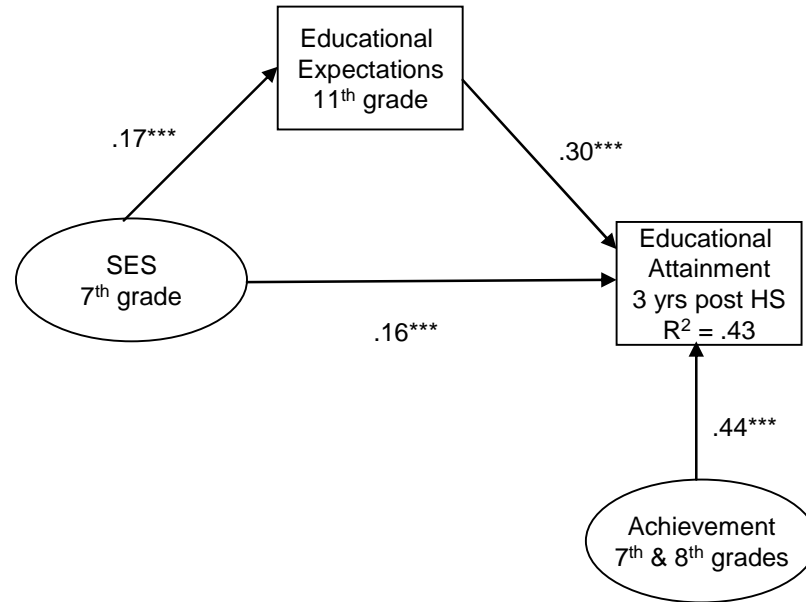 Educational
Expectations
11th grade
.17***
.30***
SES
7th grade
Educational
Attainment
3 yrs post HS
R2 = .43
.16***
.44***
Achievement
7th & 8th grades